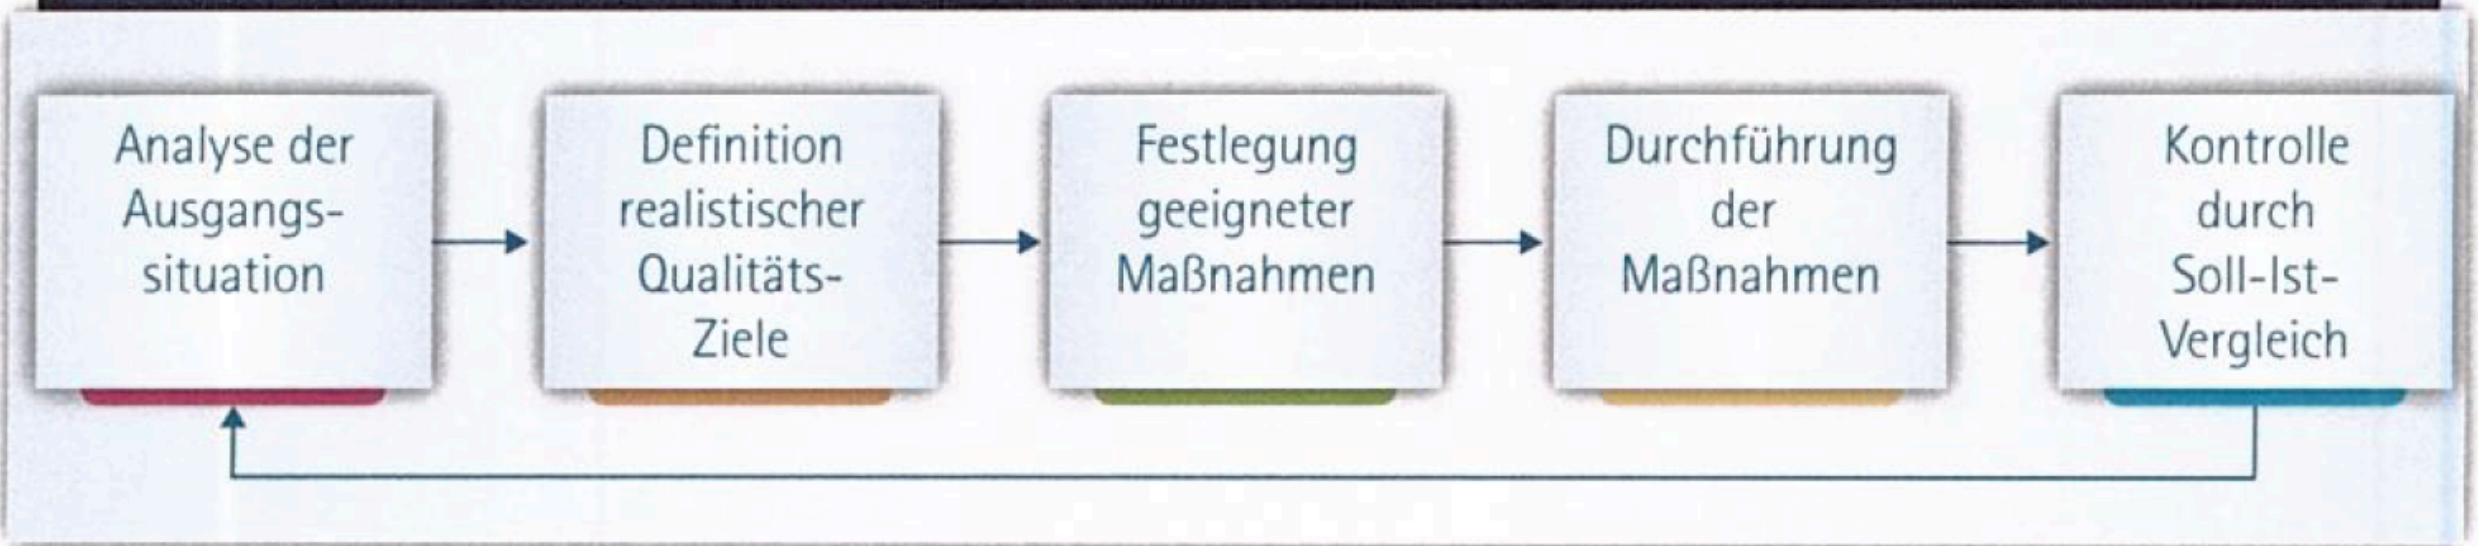 Analyse der
Ausgangs-
situation
Definition
realistischer
Qualitäts-
Ziele
Festlegung
geeigneter
Maßnahmen
Durchführung
der
Maßnahmen
Kontrolle
durch
Soll-Ist-
Vergleich